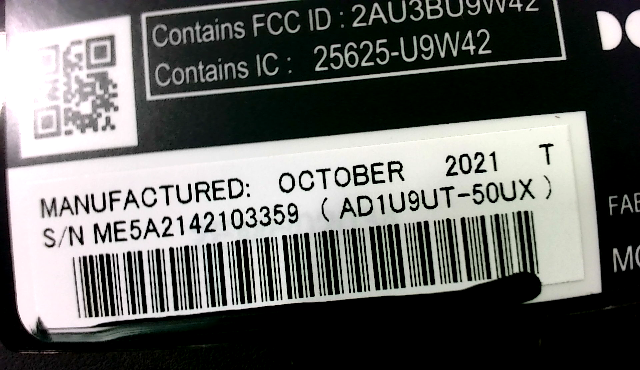 Contains FCC ID : 2AU3BU9W42
Contains IC : 25625-U9W42
MANUFACTURED: OCTOBER 2021 T
S/N ME5A2142103359 ( AD1U9UT-50UX )